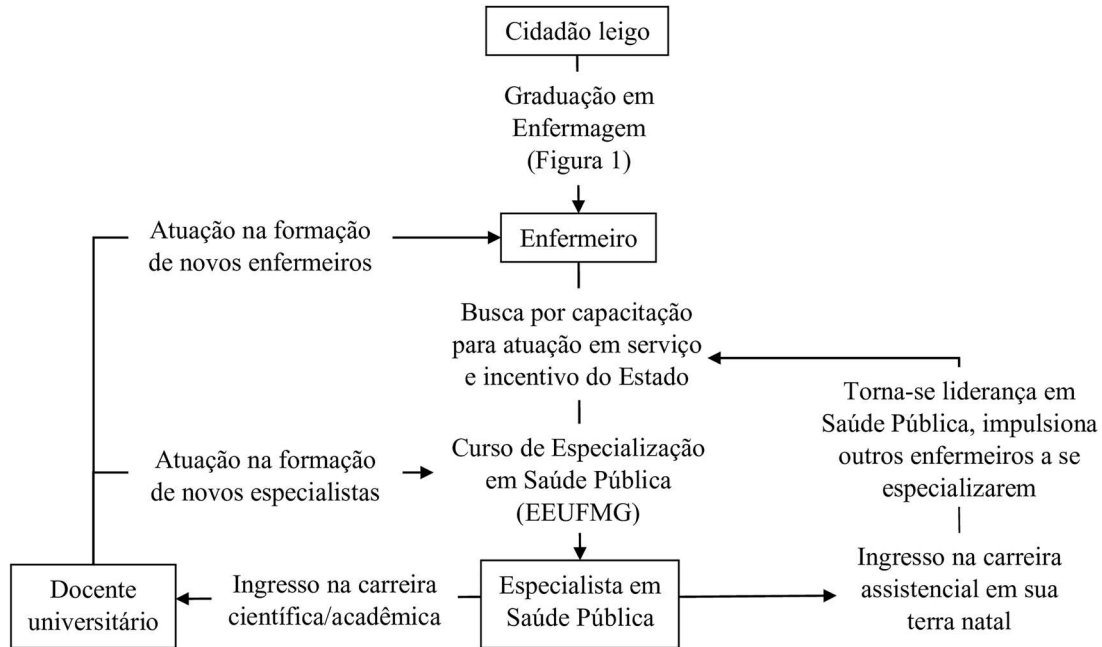 Cidadão leigo
Graduação em
Enfermagem
(Figura 1)
Atuação na formação
de novos enfermeiros
Enfermeiro
Busca por capacitação
para atuação em serviço
e incentivo do Estado
Torna-se liderança em
Saúde Pública, impulsiona
outros enfermeiros a se
especializarem
Atuação na formação
de novos especialistas
Curso de Especialização
em Saúde Pública
(EEUFMG)
Docente
universitário
Ingresso na carreira
científica/acadêmica
Especialista em
Saúde Pública
Ingresso na carreira
assistencial em sua
terra natal